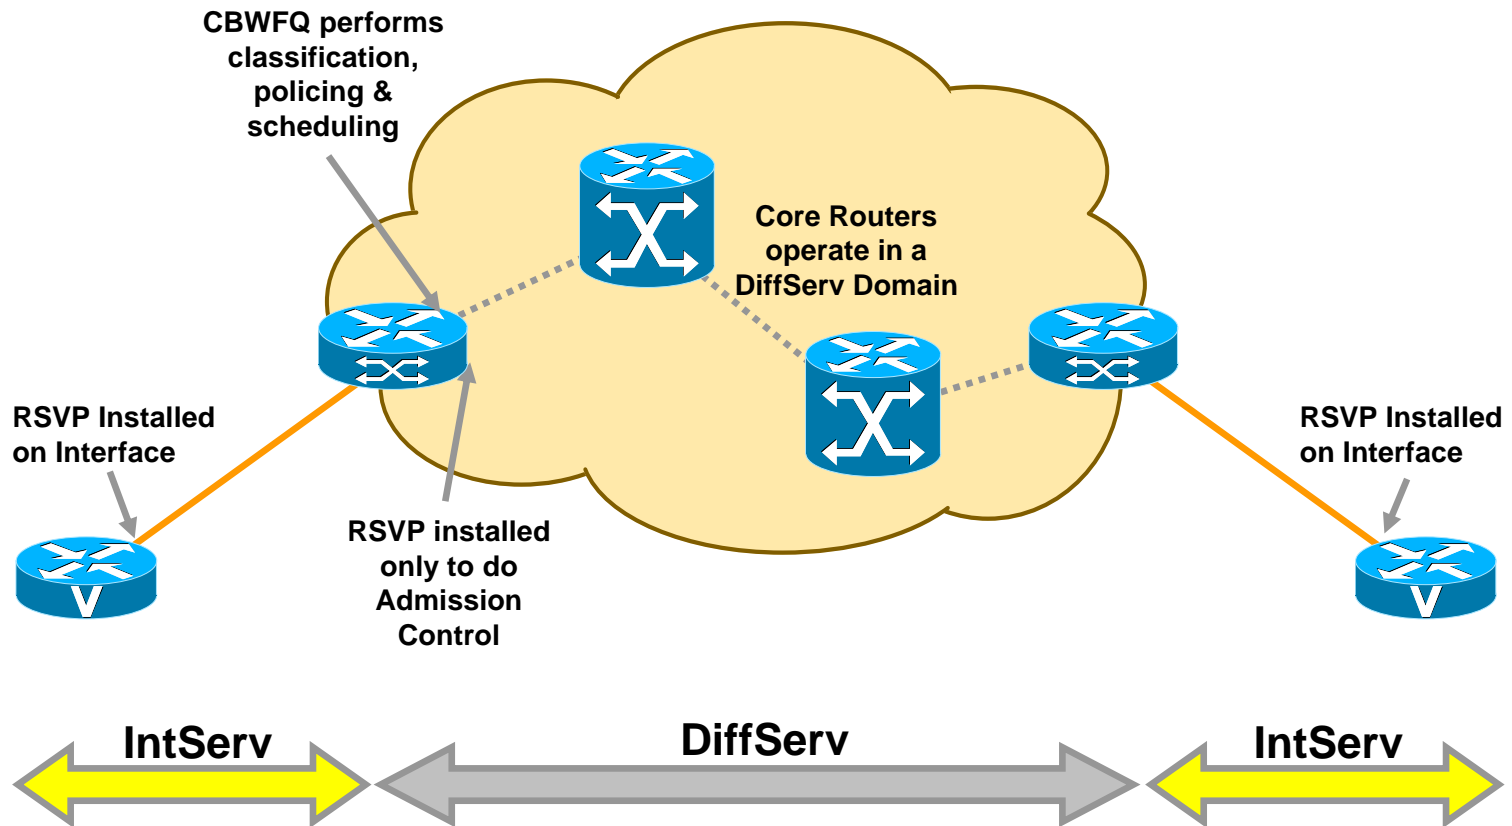 CBWFQ performs
classification,
policing &
scheduling
Core Routers
operate in a
DiffServ Domain
RSVP Installed
on Interface
RSVP Installed
on Interface
RSVP installed
only to do
Admission
Control
V
V
IntServ
DiffServ
IntServ